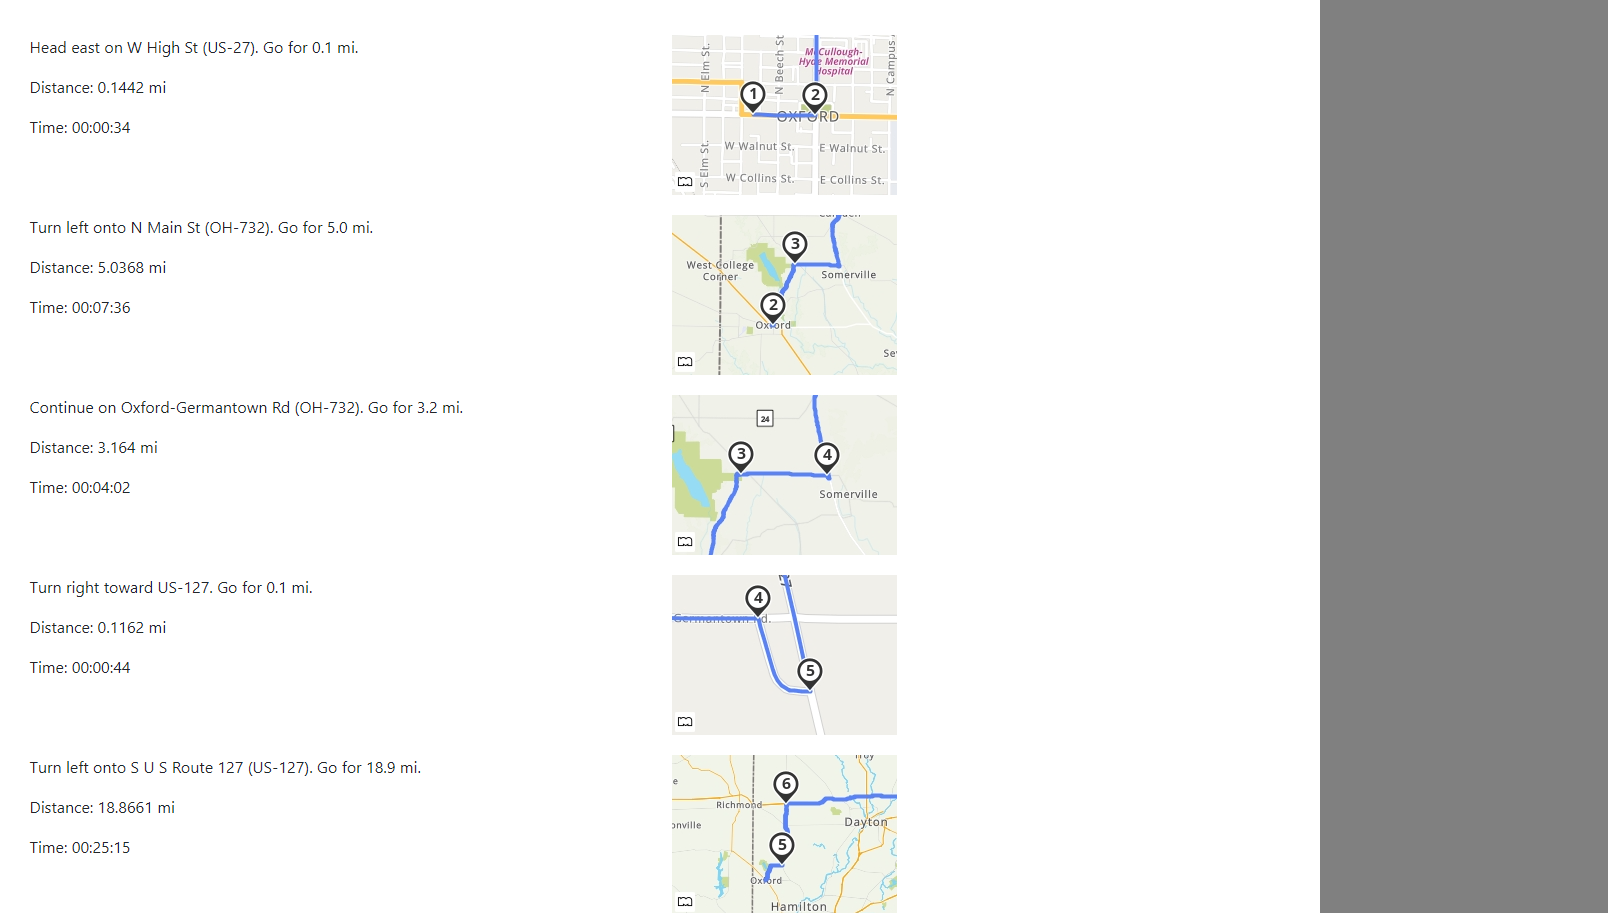 Head east on W High St (US-27). Go for 0.1 mi.
Distance: 0.1442 mi
Time: 00:00:34
N Elm St.
N Beech St
McCullough-
Hyde Memorial
Hospital
N Campus
1
2
OXFORD
W Walnut St.
E Walnut St.
S Elm St.
W Collins St.
E Collins St.
Turn left onto N Main St (OH-732). Go for 5.0 mi.
Distance: 5.0368 mi
Time: 00:07:36
3
West College
Corner
Somerville
2
Oxford
Se
Continue on Oxford-Germantown Rd (OH-732). Go for 3.2 mi.
Distance: 3.164 mi
Time: 00:04:02
24
3
4
Somerville
Turn right toward US-127. Go for 0.1 mi.
Distance: 0.1162 mi
Time: 00:00:44
4
Germantown Rd.
5
Turn left onto S U S Route 127 (US-127). Go for 18.9 mi.
Distance: 18.8661 mi
Time: 00:25:15
Troy
e
6
Richmond
onville
Dayton
5
Oxford
Hamilton